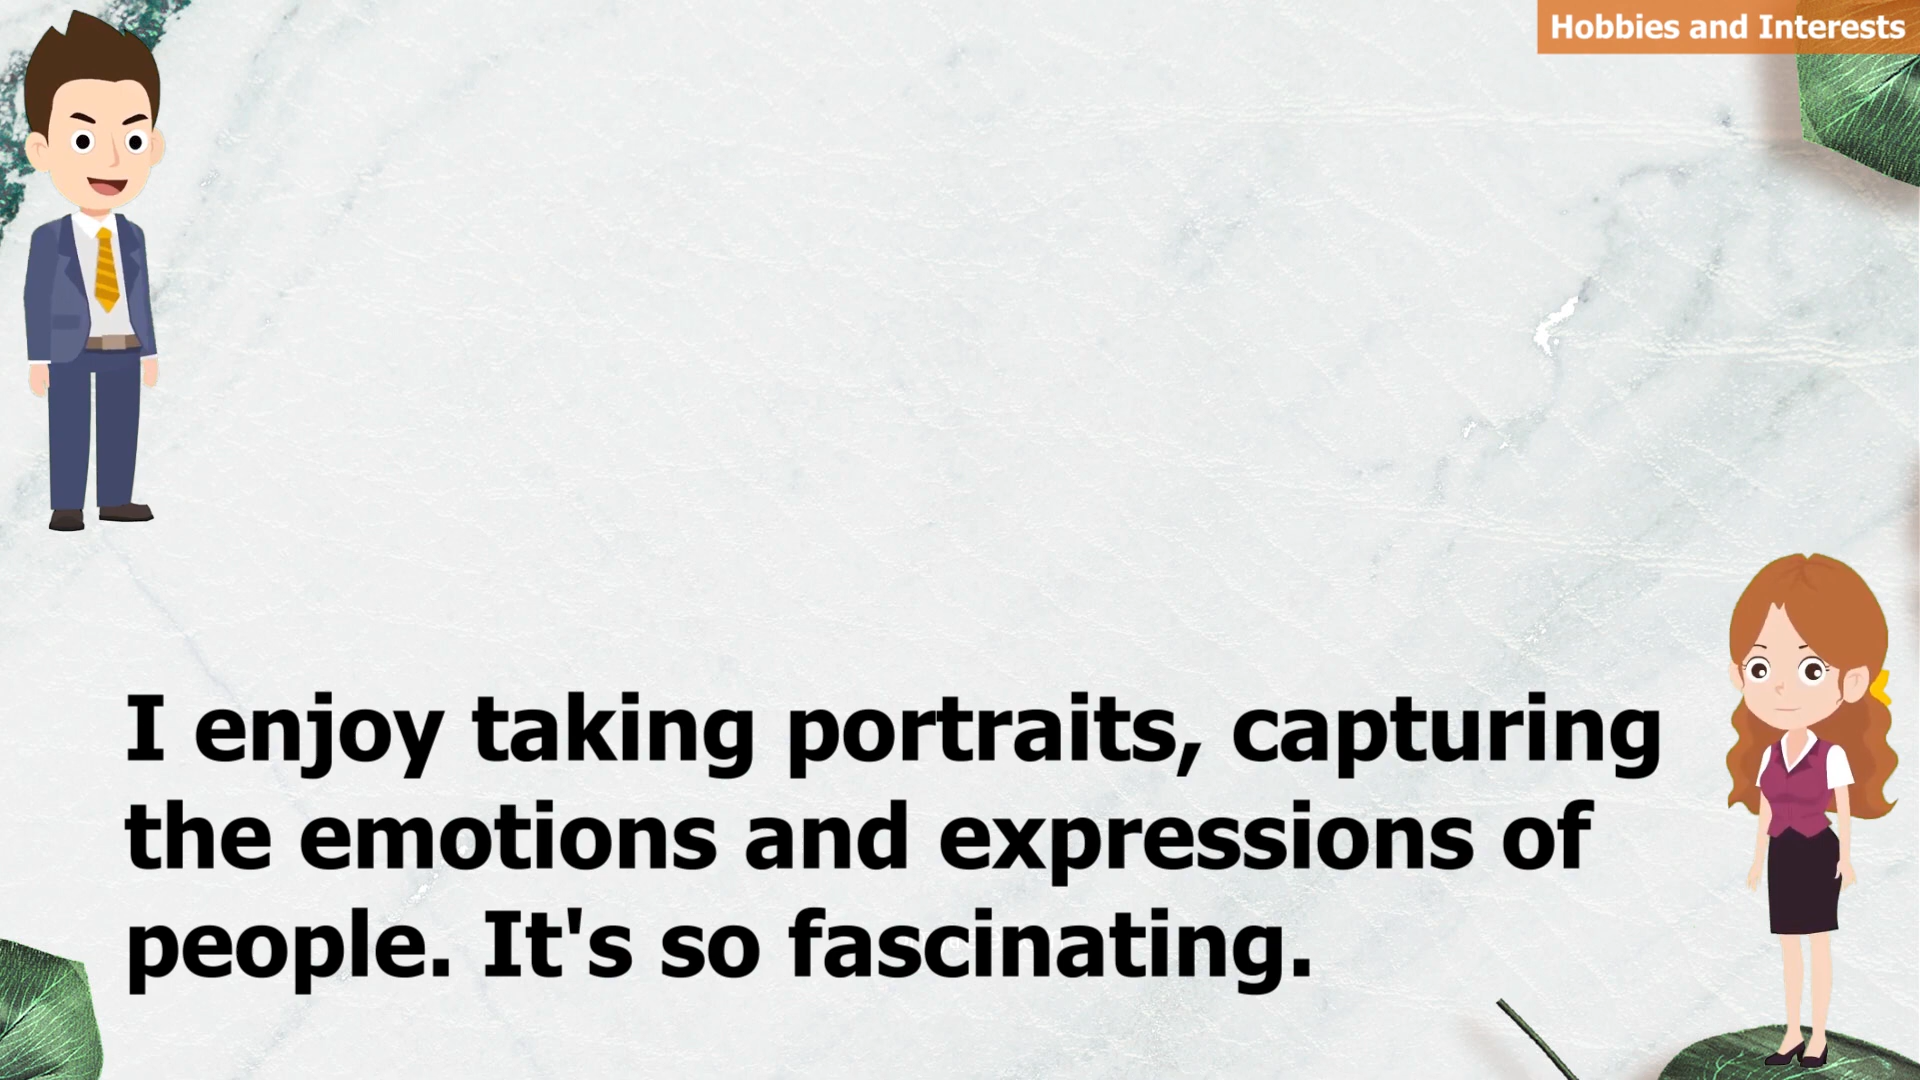 Hobbies and Interests
I enjoy taking portraits, capturing
the emotions and expressions of
people. It's so fascinating.